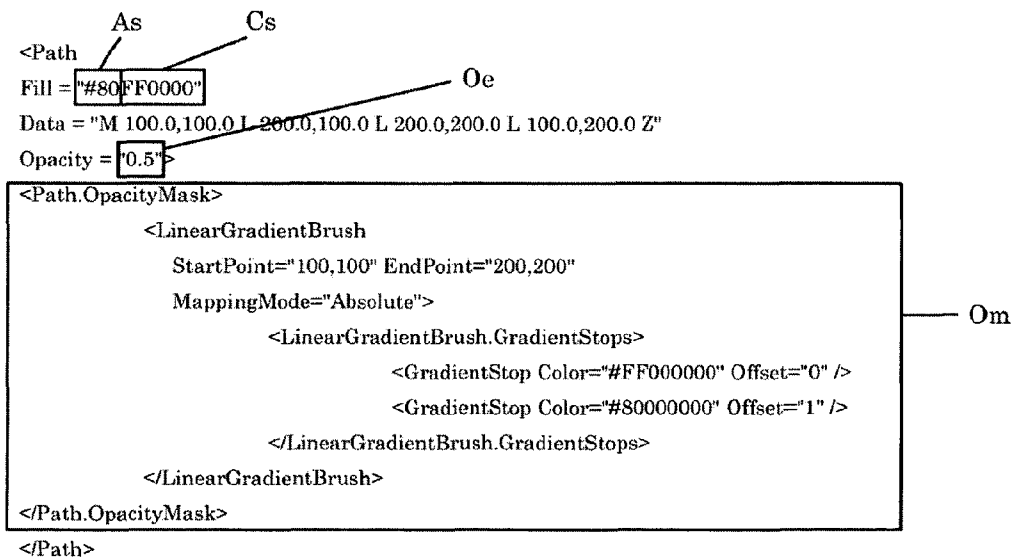 As Cs
<Path
Fill = "#80FF0000"
Oe
Data = "M 100.0,100.0 L 200.0,100.0 L 200.0,200.0 L 100.0,200.0 Z"
Opacity = "0.5">
<Path.OpacityMask>
<LinearGradientBrush
StartPoint="100,100" EndPoint="200,200"
MappingMode="Absolute">
Om
<LinearGradientBrush.GradientStops>
<GradientStop Color="#FF000000" Offset="0" />
<GradientStop Color="#80000000" Offset="1" />
</LinearGradientBrush.GradientStops>
</LinearGradientBrush>
</Path.OpacityMask>
</Path>